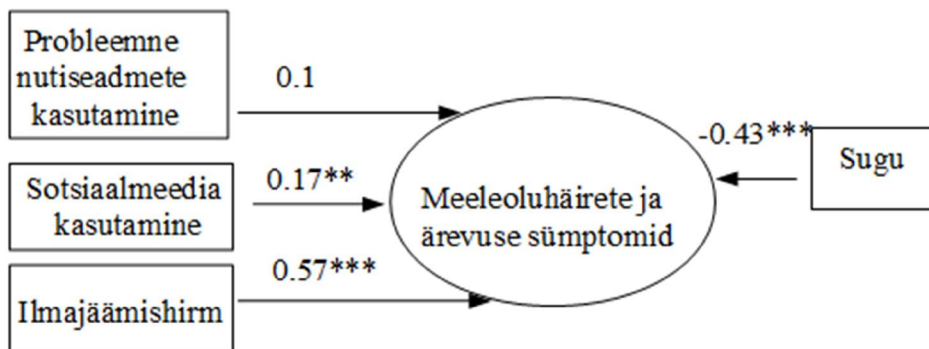 Probleemne
nutiseadmete
kasutamine
0.1
Sotsiaalmeedia
kasutamine
0.17**
Ilmajäämishirm
0.57***
Meeleoluhäirete ja
ärevuse sümptomid
-0.43***
Sugu